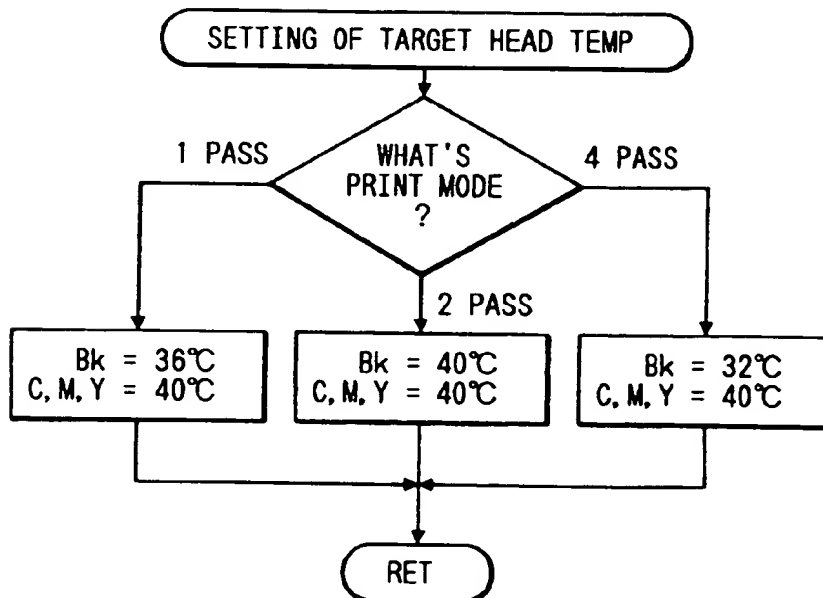 SETTING OF TARGET HEAD TEMP
WHAT'S
PRINT MODE
?
1 PASS
4 PASS
2 PASS
Bk = 36℃
C, M, Y = 40℃
Bk = 40℃
C, M, Y = 40℃
Bk = 32℃
C, M, Y = 40℃
RET